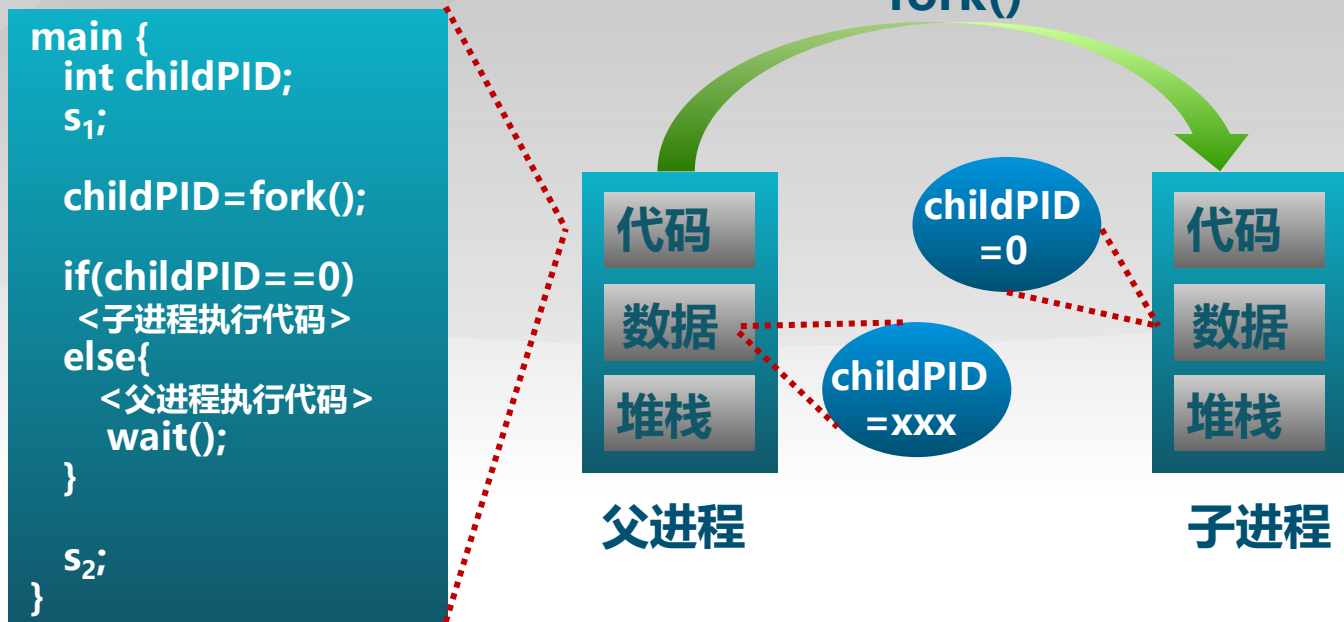 main {
int childPID;
s₁;
childPID=fork();
if(childPID==0)
<子进程执行代码>
else{
<父进程执行代码>
wait();
}
s₂;
}
fork()
代码
数据
堆栈
父进程
childPID
=xxx
childPID
=0
代码
数据
堆栈
子进程